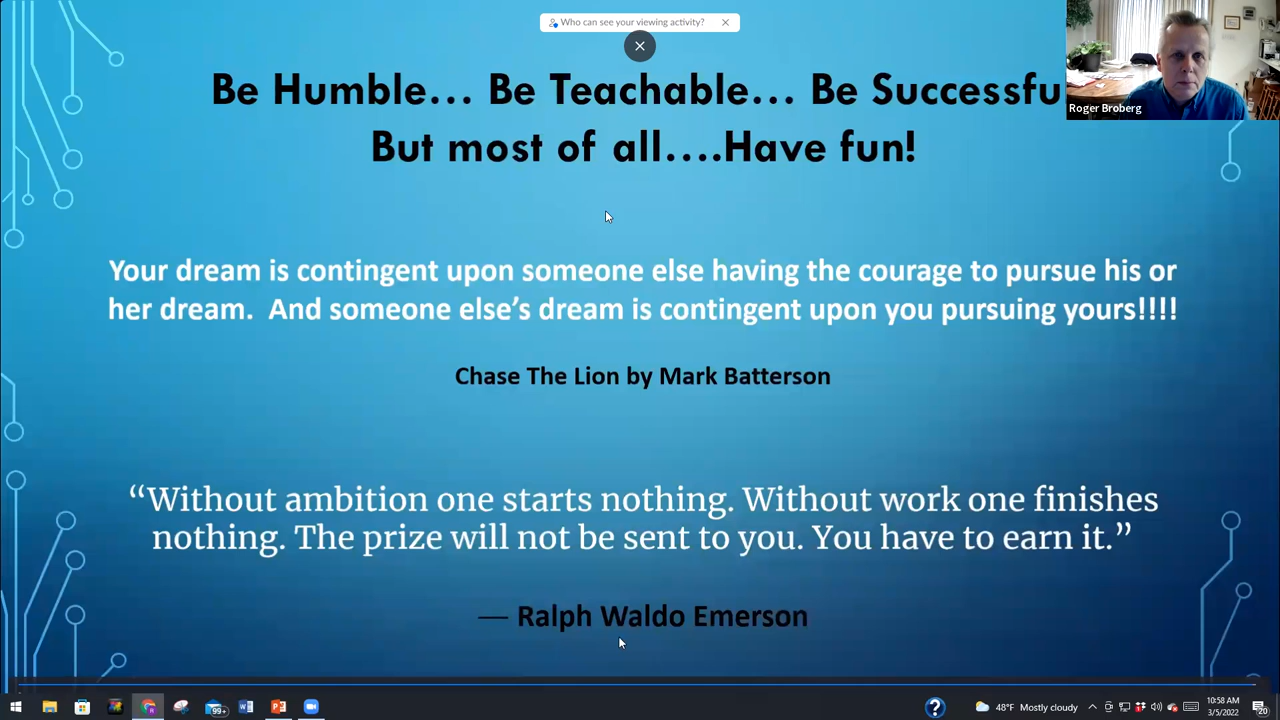 Who can see your viewing activity?
Be Humble… Be Teachable… Be Successfu
Roger Broberg
But most of all….Have fun!
Your dream is contingent upon someone else having the courage to pursue his or
her dream.  And someone else’s dream is contingent upon you pursuing yours!!!!
Chase The Lion by Mark Batterson
“Without ambition one starts nothing. Without work one finishes
nothing. The prize will not be sent to you. You have to earn it.”
— Ralph Waldo Emerson
99+
48°F Mostly cloudy
10:58 AM
3/5/2022
20